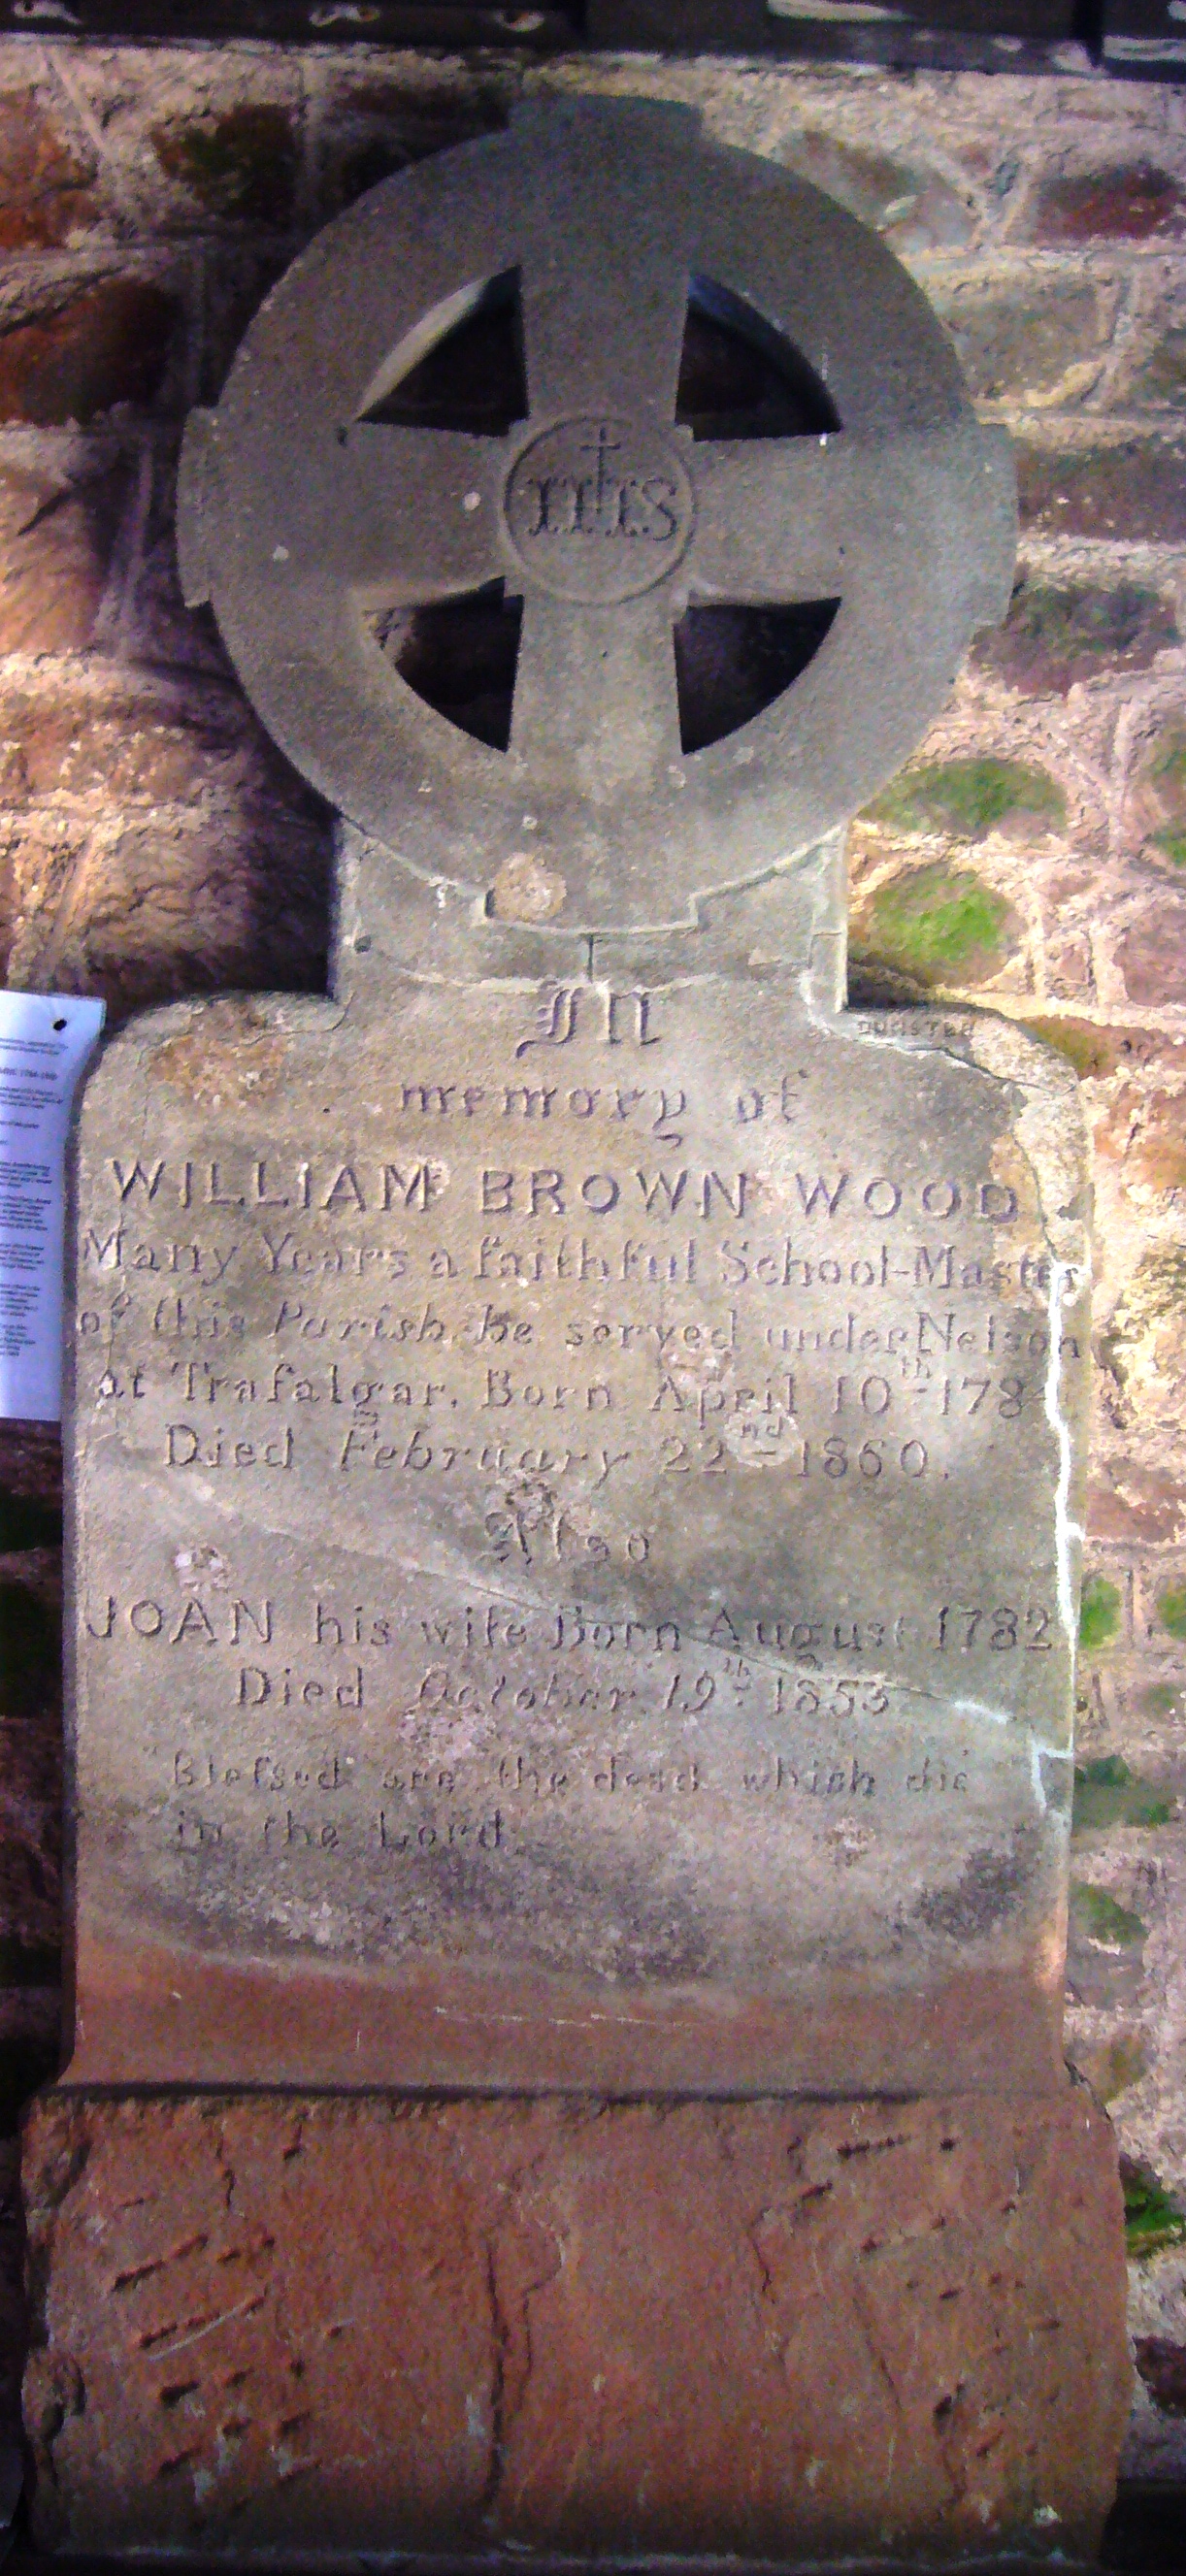 IHS
In
DUNSTER
memory of
WILLIAM BROWN WOOD
Many Years a faithful School-Master
of this Parish he served under Nelson
at Trafalgar. Born April 10th 1784
Died February 22nd 1860.
Also
JOAN his wife Born August 1782
Died October 19th 1853
Blefsed are the dead which die
in the Lord